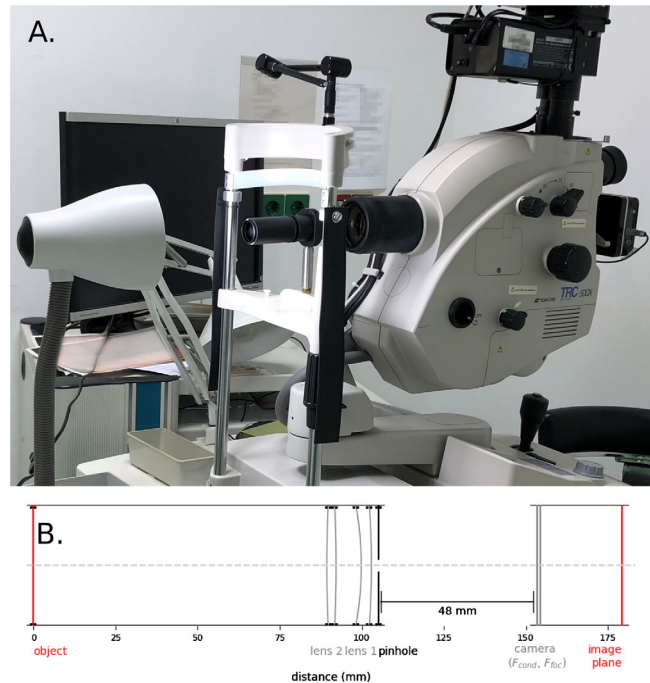 A.
TOPCON
TRC-50DX
B.
48 mm
0 25 50 75 100 125 150 175
object lens 2 lens 1 pinhole camera image
(F_cond, F_foc) plane
distance (mm)